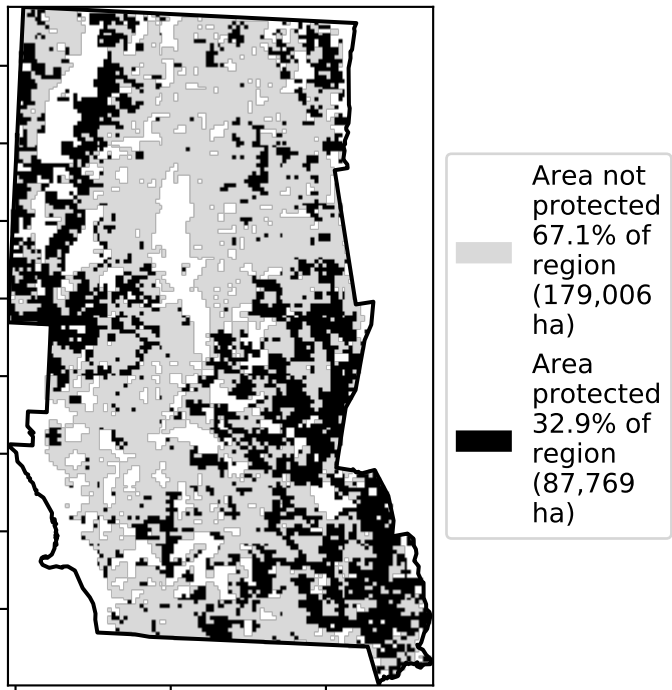 Area not
protected
67.1% of
region
(179,006
ha)
Area
protected
32.9% of
region
(87,769
ha)